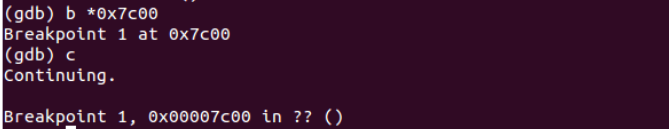 (gdb) b *0x7c00
Breakpoint 1 at 0x7c00
(gdb) c
Continuing.
Breakpoint 1, 0x00007c00 in ?? ()